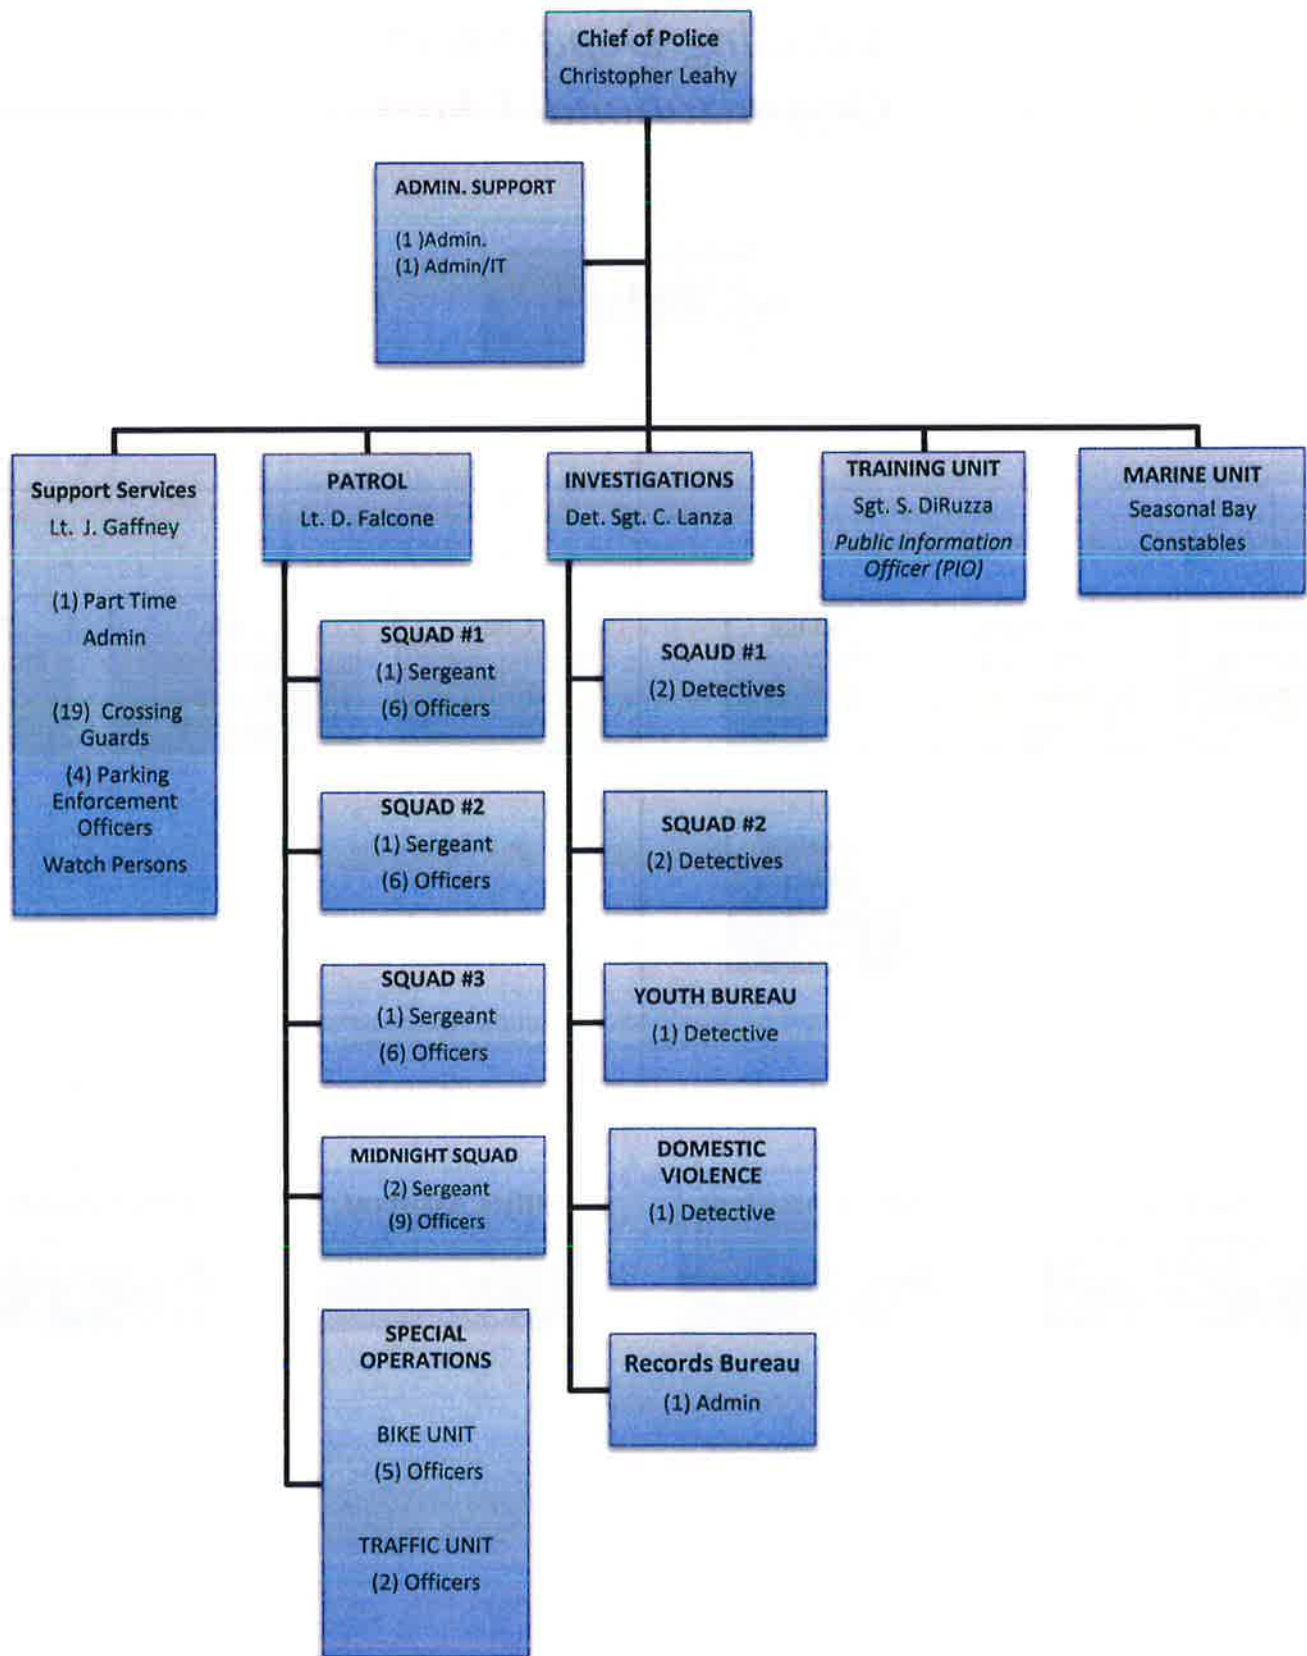 Chief of Police
Christopher Leahy
ADMIN. SUPPORT
(1 )Admin.
(1) Admin/IT
Support Services
Lt. J. Gaffney
(1) Part Time
Admin
(19) Crossing
Guards
(4) Parking
Enforcement
Officers
Watch Persons
PATROL
Lt. D. Falcone
SQUAD #1
(1) Sergeant
(6) Officers
SQUAD #2
(1) Sergeant
(6) Officers
SQUAD #3
(1) Sergeant
(6) Officers
MIDNIGHT SQUAD
(2) Sergeant
(9) Officers
SPECIAL
OPERATIONS
BIKE UNIT
(5) Officers
TRAFFIC UNIT
(2) Officers
INVESTIGATIONS
Det. Sgt. C. Lanza
SQAUD #1
(2) Detectives
SQUAD #2
(2) Detectives
YOUTH BUREAU
(1) Detective
DOMESTIC
VIOLENCE
(1) Detective
Records Bureau
(1) Admin
TRAINING UNIT
Sgt. S. DiRuzza
Public Information
Officer (PIO)
MARINE UNIT
Seasonal Bay
Constables